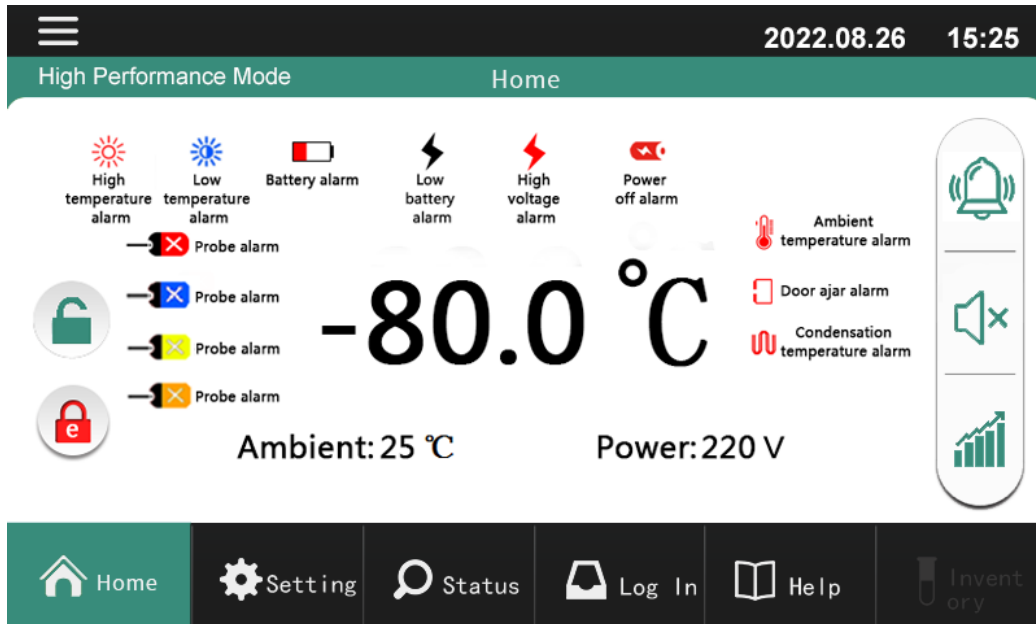 2022.08.26 15:25
High Performance Mode
Home
High
temperature
alarm
Low
temperature
alarm
Battery alarm
Low
battery
alarm
High
voltage
alarm
Power
off alarm
Probe alarm
Probe alarm
Probe alarm
Probe alarm
-80.0 °C
Ambient
temperature alarm
Door ajar alarm
Condensation
temperature alarm
e
Ambient: 25 ℃
Power: 220 V
Home
Setting
Status
Log In
Help
Invent
ory